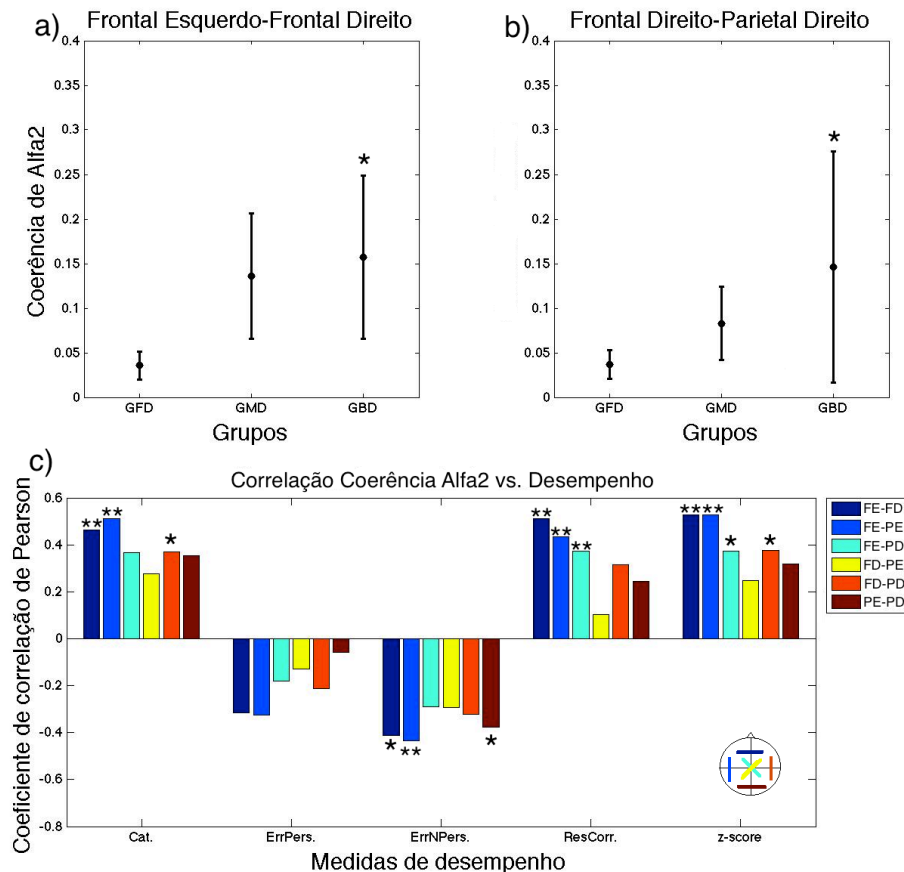 a)
Frontal Esquerdo-Frontal Direito
0.4
0.35
0.3
0.25
0.2
0.15
0.1
0.05
0
Coerência de Alfa2
*
GFD GMD GBD
Grupos
b)
Frontal Direito-Parietal Direito
0.4
0.35
0.3
0.25
0.2
0.15
0.1
0.05
0
*
GFD GMD GBD
Grupos
c)
Correlação Coerência Alfa2 vs. Desempenho
0.6
0.4
0.2
0
-0.2
-0.4
-0.6
-0.8
Coeficiente de correlação de Pearson
** ** *
* ** *
** ** **
** ** * *
Cat. ErrPers. ErrNPers. ResCorr. z-score
Medidas de desempenho
FE-FD
FE-PE
FE-PD
FD-PE
FD-PD
PE-PD